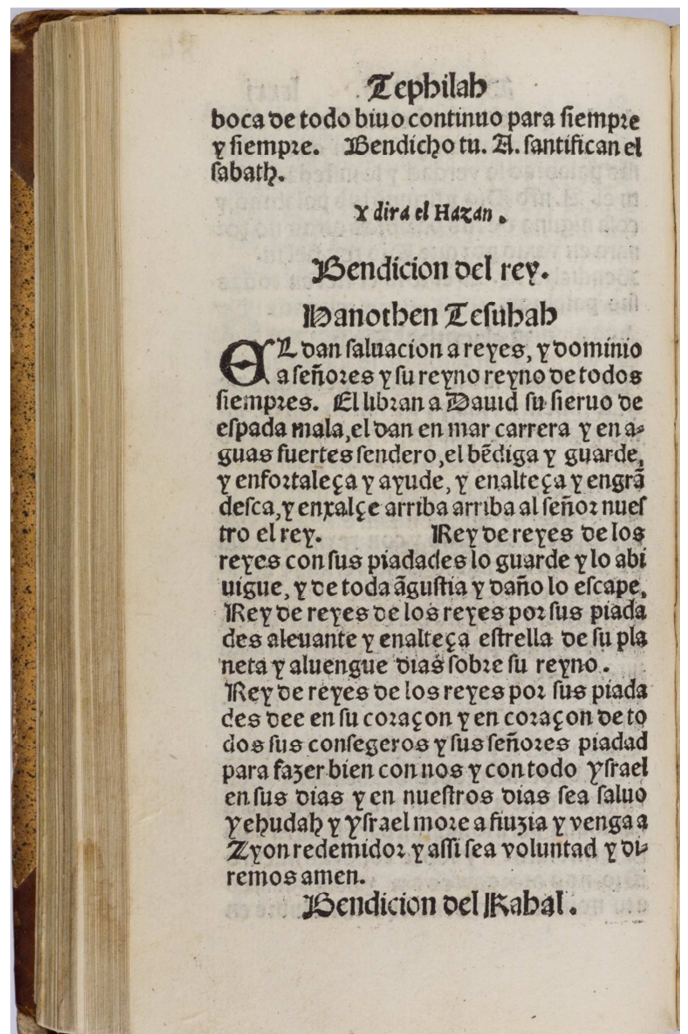 Tephilah
boca de todo biuo continuo para siempre
y siempre. Bendicho tu. A. santifican el
sabath.
Y dira el Hazan.
Bendicion del rey.
Hanothen Tesuhah
EL dan saluacion a reyes, y dominio
a señores y su reyno reyno de todos
siempres. El libran a Dauid su sieruo de
espada mala, el dan en mar carrera y en a-
guas fuertes sendero, el bẽdiga y guarde,
y enfortaleça y ayude, y enalteça y engrã
desca, y enxalçe arriba arriba al señor nues
tro el rey. Rey de reyes de los
reyes con sus piadades lo guarde y lo abi
uigue, y de toda ãgustia y daño lo escape,
Rey de reyes de los reyes por sus piada
des aleuante y enalteça estrella de su pla
neta y aluengue dias sobre su reyno.
Rey de reyes de los reyes por sus piada
des dee en su coraçon y en coraçon de to
dos sus consegeros y sus señores piadad
para fazer bien con nos y con todo Ysrael
en sus dias y en nuestros dias sea saluo
Yehudah y Ysrael more a fiuzia y venga a
Zyon redemidor y assi sea voluntad y di-
remos amen.
Bendicion del Kabal.